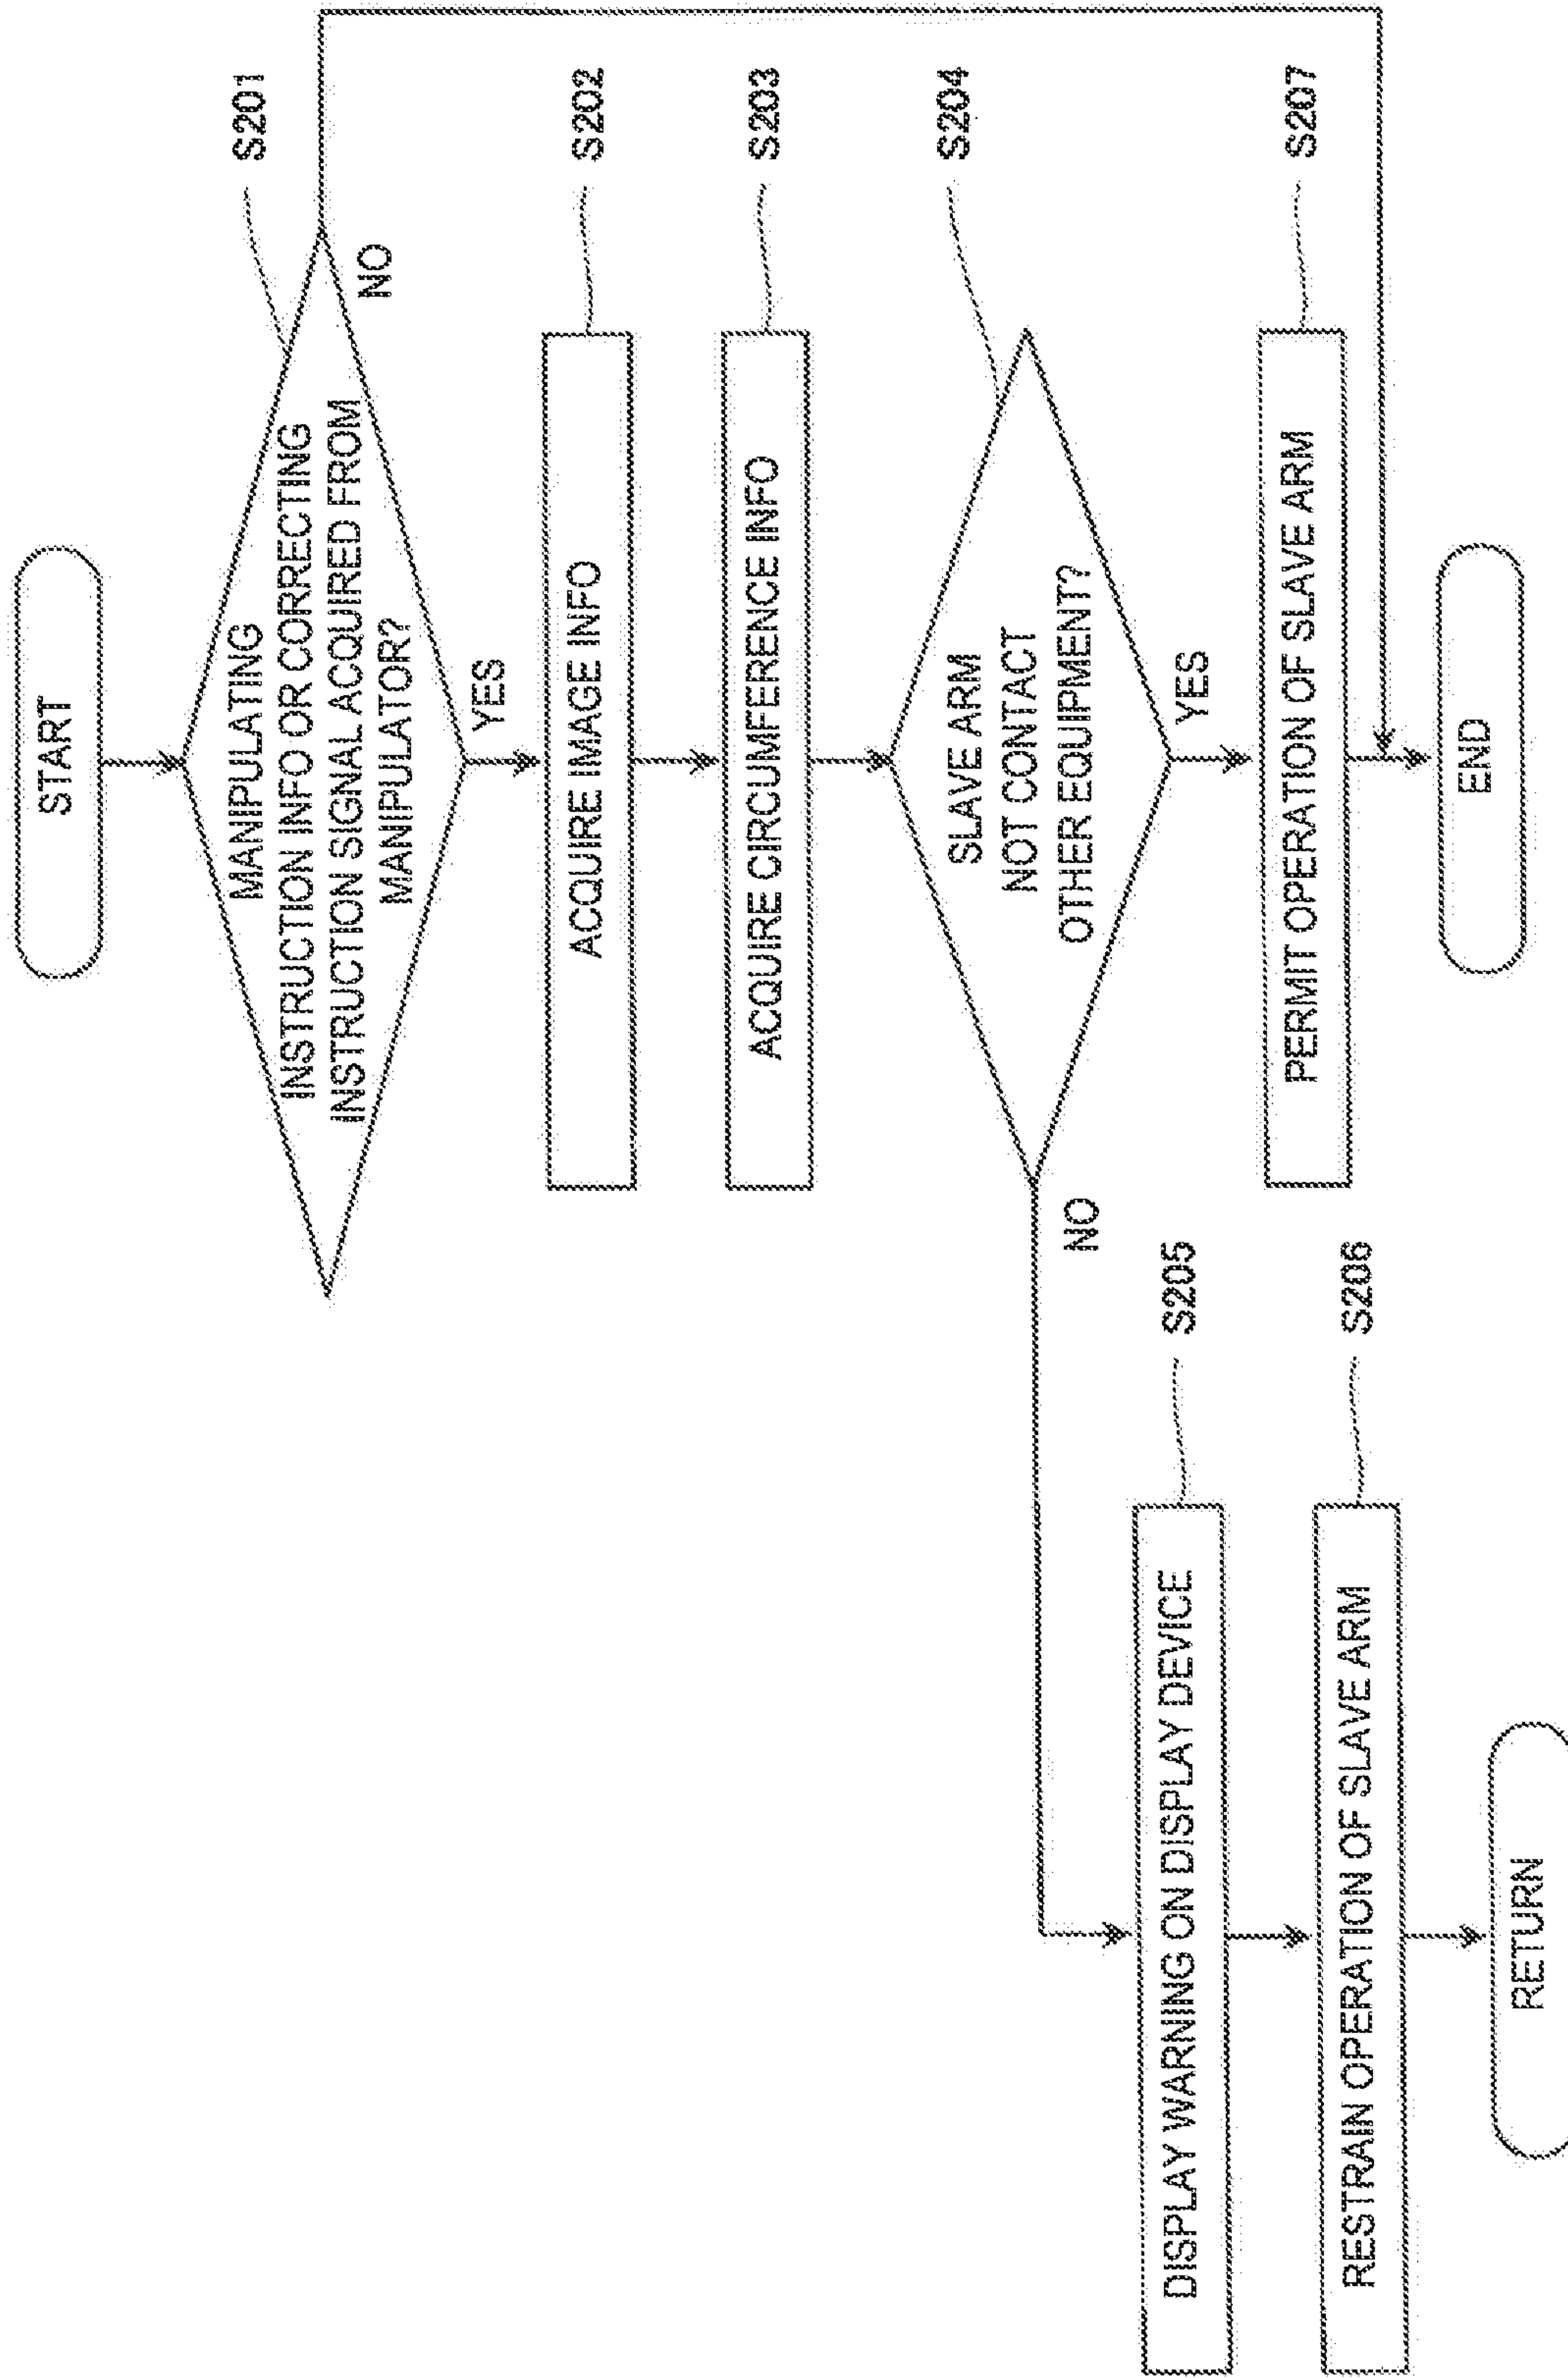 START
S201
MANIPULATING
INSTRUCTION INFO OR CORRECTING
INSTRUCTION SIGNAL ACQUIRED FROM
MANIPULATOR?
NO
YES
S202
ACQUIRE IMAGE INFO
S203
ACQUIRE CIRCUMFERENCE INFO
S204
SLAVE ARM
NOT CONTACT
OTHER EQUIPMENT?
NO
YES
S205
DISPLAY WARNING ON DISPLAY DEVICE
S207
PERMIT OPERATION OF SLAVE ARM
S206
RESTRAIN OPERATION OF SLAVE ARM
END
RETURN